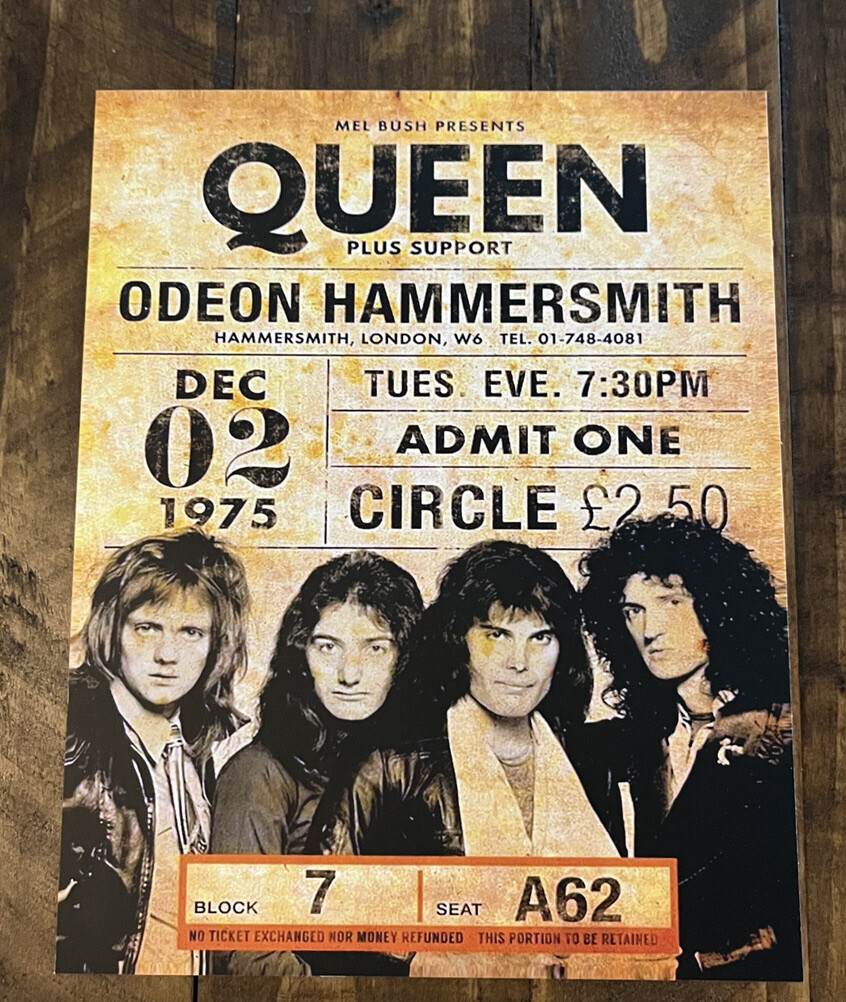 MEL BUSH PRESENTS
QUEEN
PLUS SUPPORT
ODEON HAMMERSMITH
HAMMERSMITH, LONDON, W6 TEL. 01-748-4081
DEC
02
1975
TUES. EVE. 7:30PM
ADMIT ONE
CIRCLE £2.50
BLOCK 7 SEAT A62
NO TICKET EXCHANGED NOR MONEY REFUNDED THIS PORTION TO BE RETAINED